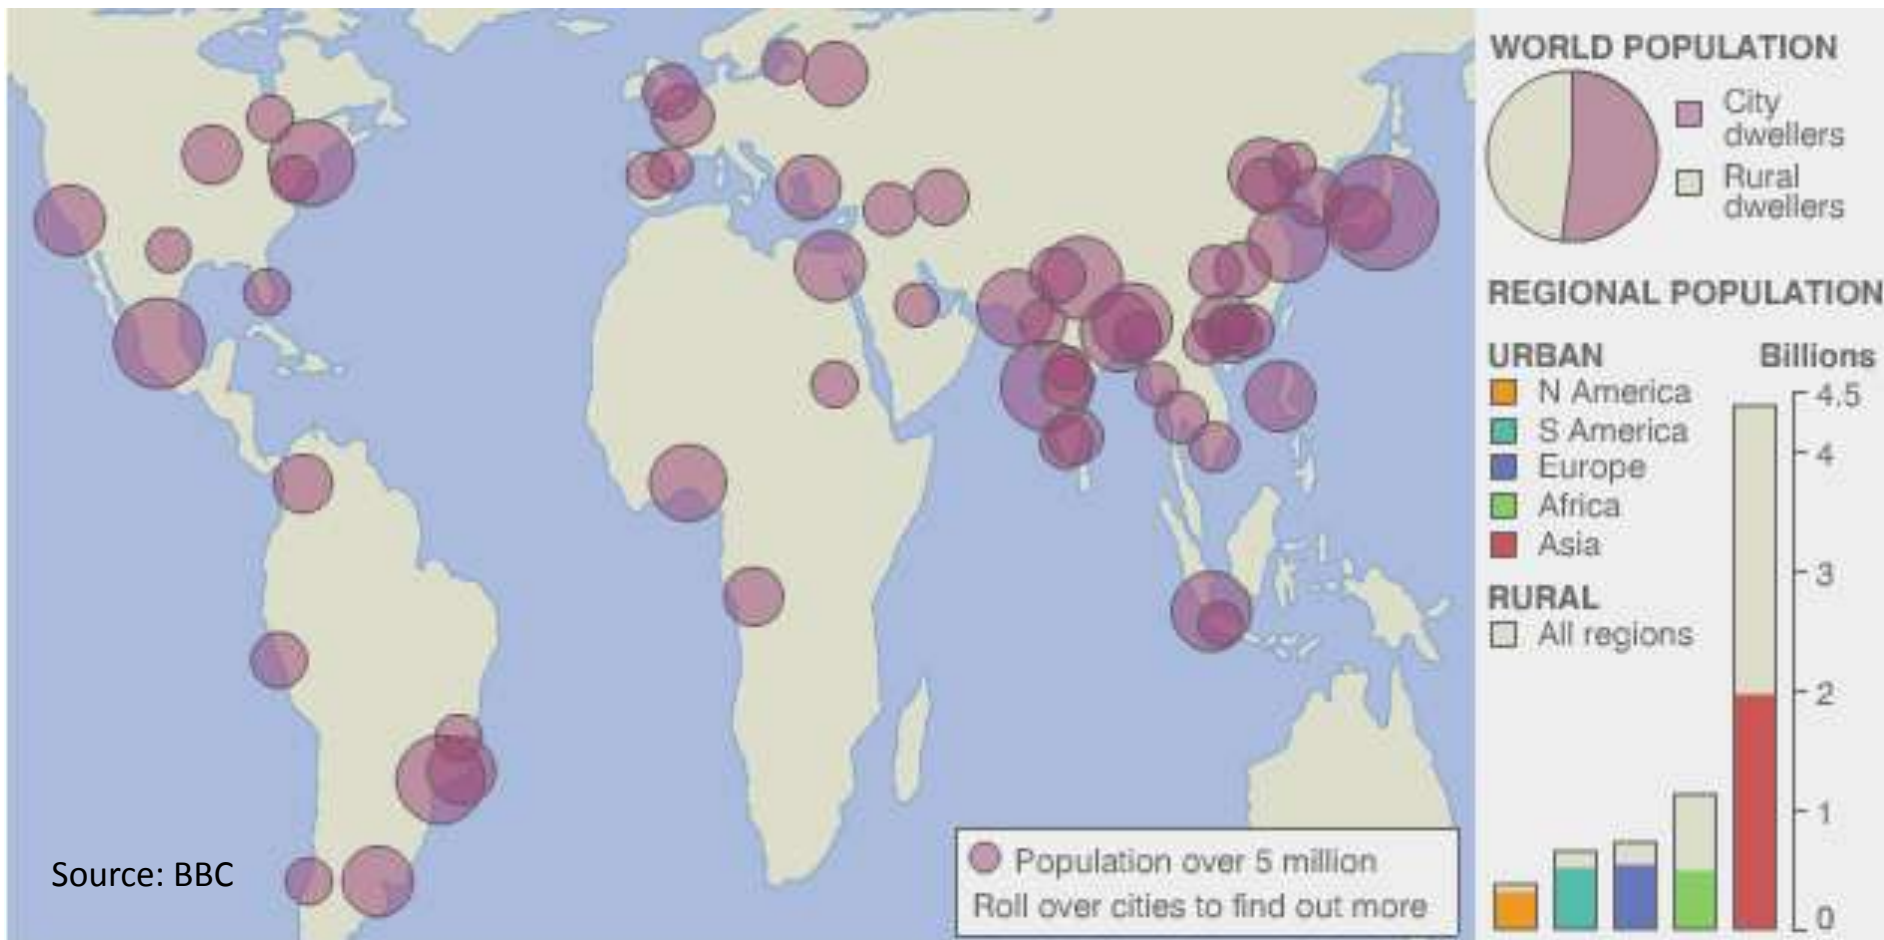 WORLD POPULATION
City
dwellers
Rural
dwellers
REGIONAL POPULATION
URBAN
Billions
N America
S America
Europe
Africa
Asia
RURAL
All regions
4.5
4
3
2
1
0
Source: BBC
Population over 5 million
Roll over cities to find out more